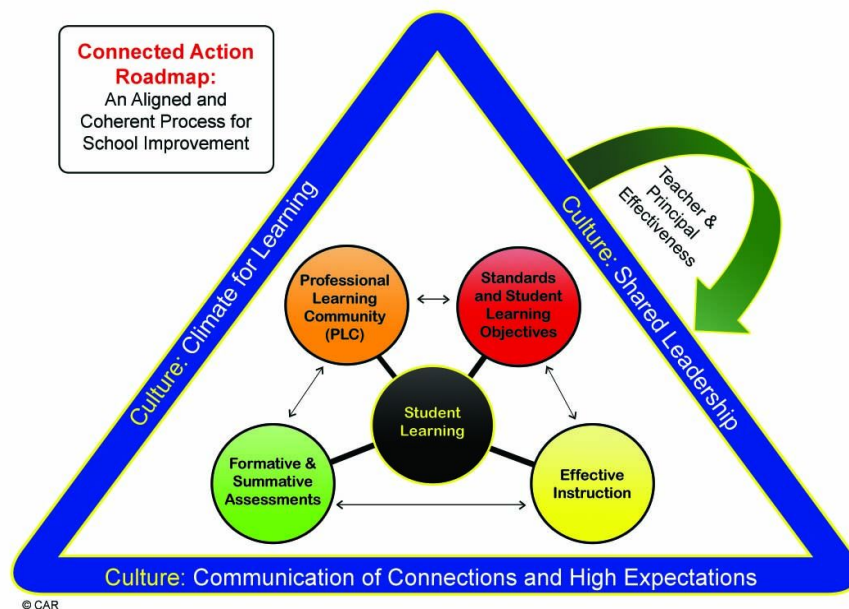 Connected Action
Roadmap:
An Aligned and
Coherent Process for
School Improvement
Culture: Climate for Learning
Culture: Shared Leadership
Teacher &
Principal
Effectiveness
Professional
Learning
Community
(PLC)
Standards
and Student
Learning
Objectives
Student
Learning
Formative &
Summative
Assessments
Effective
Instruction
Culture: Communication of Connections and High Expectations
© CAR